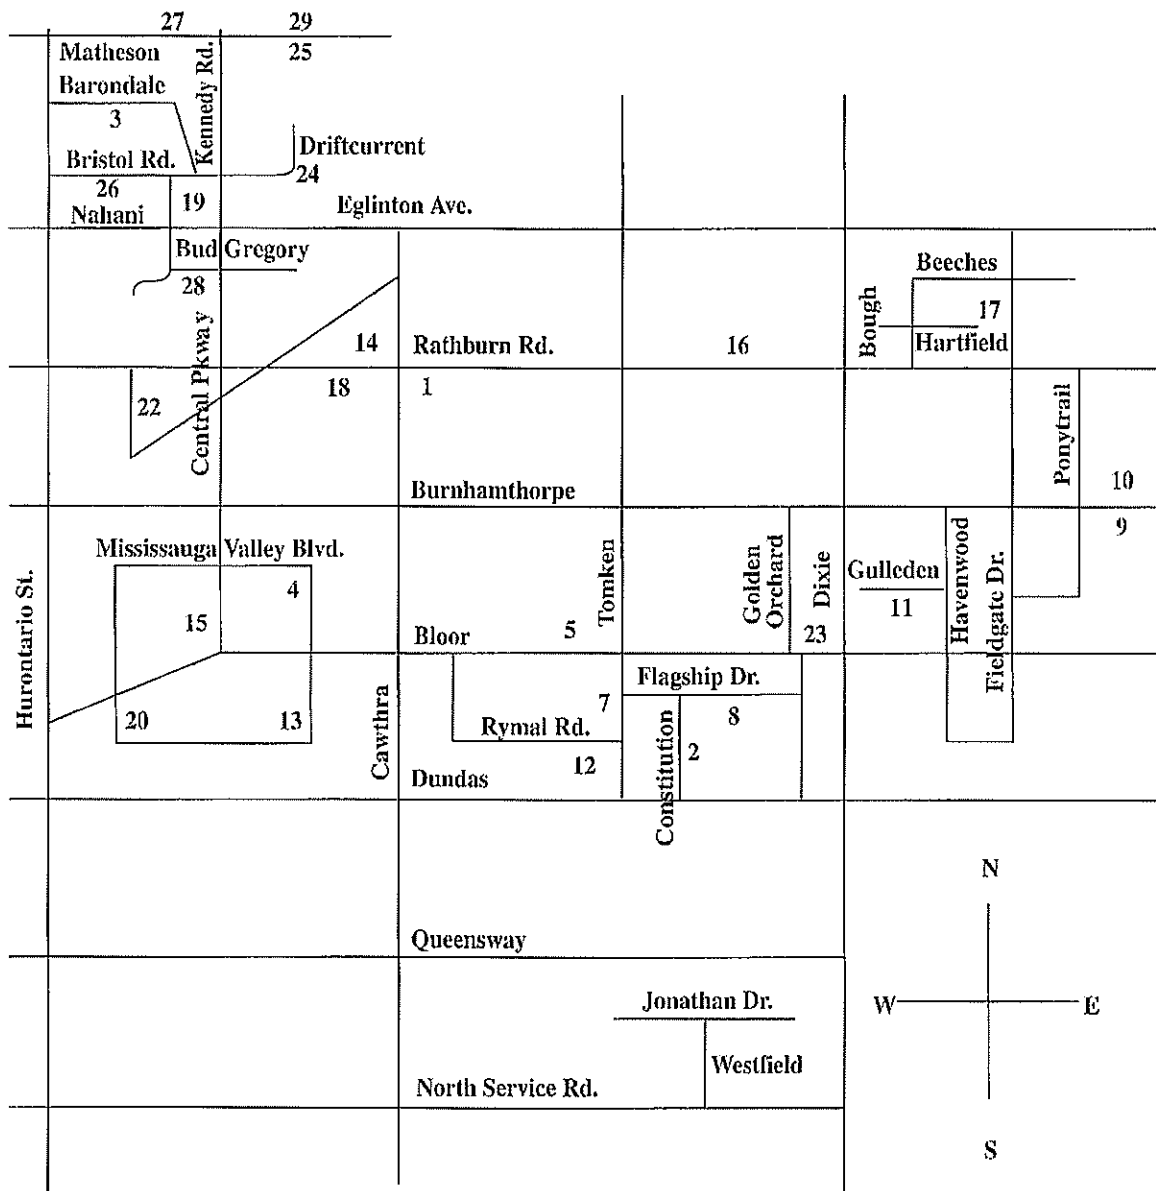 27 29
Matheson 25
Barondale
Kennedy Rd.
3
Driftcurrent
Bristol Rd. 24
26 19
Nahani Eglinton Ave.
Bud Gregory Beeches
28
17
Bough
14 Rathburn Rd. 16 Hartfield
18 1
Central Pkway
22
Ponytrail
Burnhamthorpe 10
9
Mississauga Valley Blvd.
Gulleden
4
Tomken
Golden
Orchard
Dixie
11
Havenwood
Fieldgate Dr.
Hurontario St.
15
Bloor 5 23
Flagship Dr.
7
8
20 13
Cawthra
Rymal Rd.
Constitution
2
12
Dundas
N
Queensway
Jonathan Dr. W E
Westfield
North Service Rd.
S